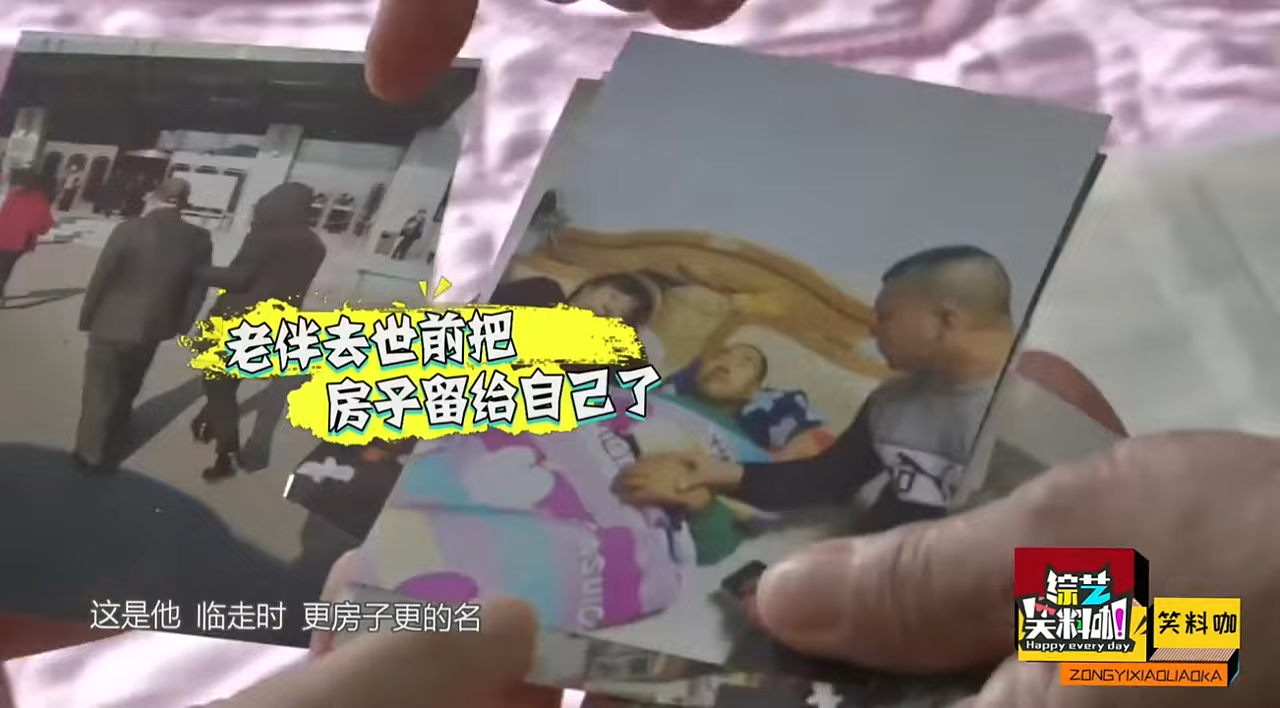 老伴去世前把
房子留给自己了
这是他 临走时 更房子更的名
综艺
笑料咖!
Happy every day
笑料咖
ZONGYIXIAOLIAOKA